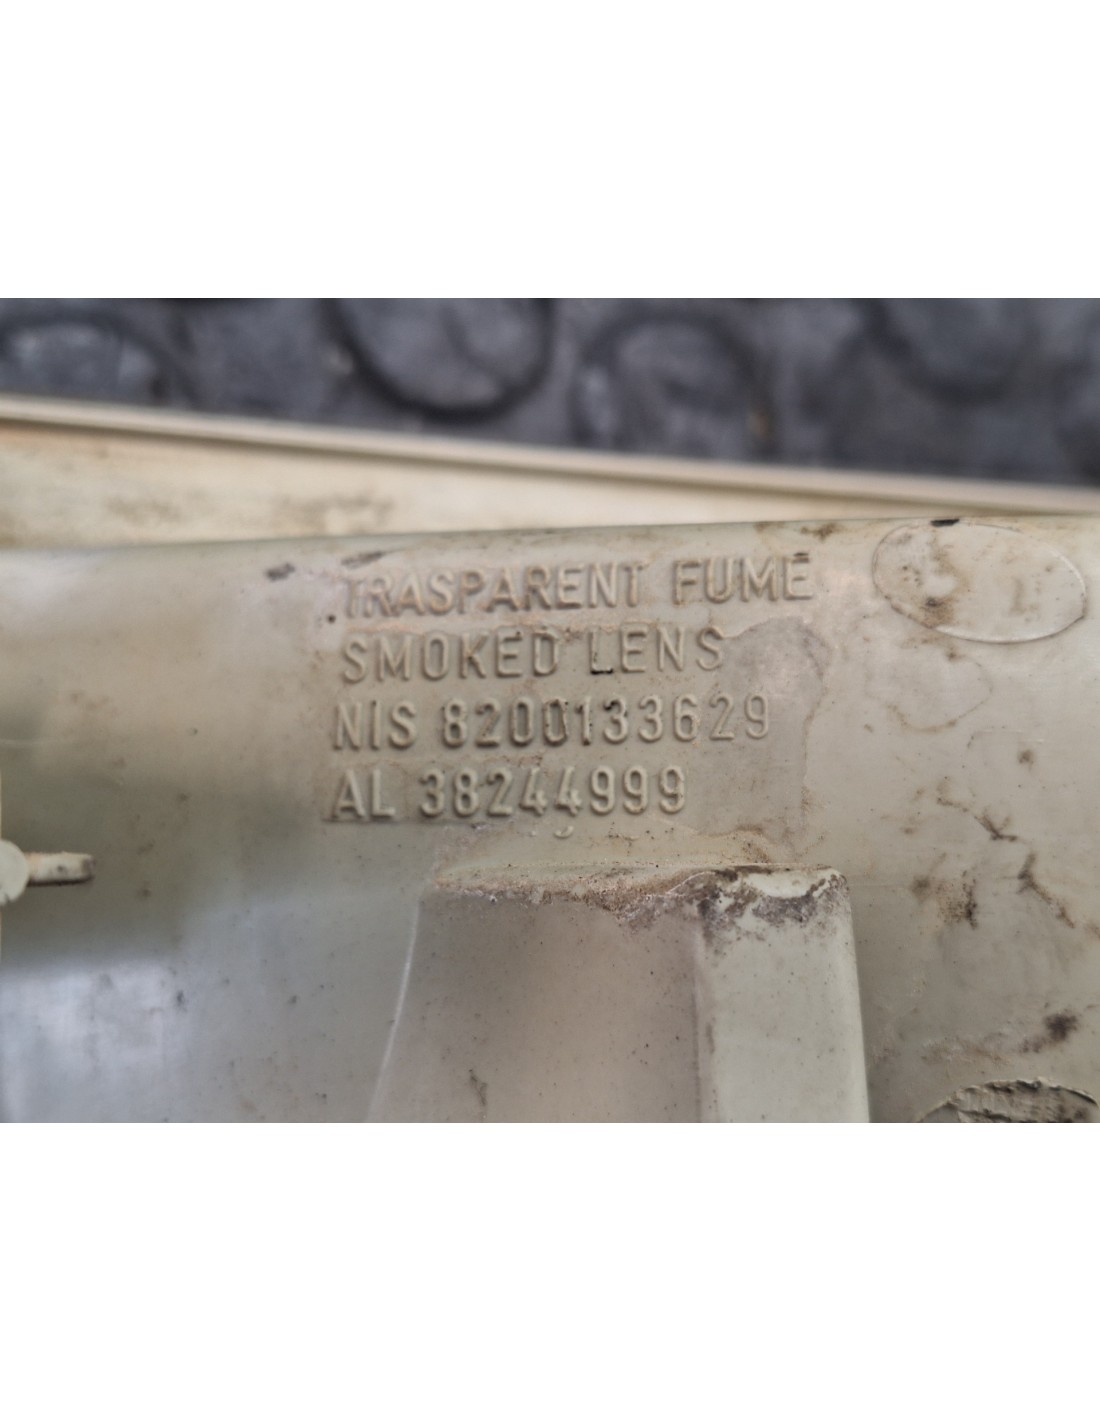 TRASPARENT FUME
SMOKED LENS
NIS 8200133629
AL 38244999